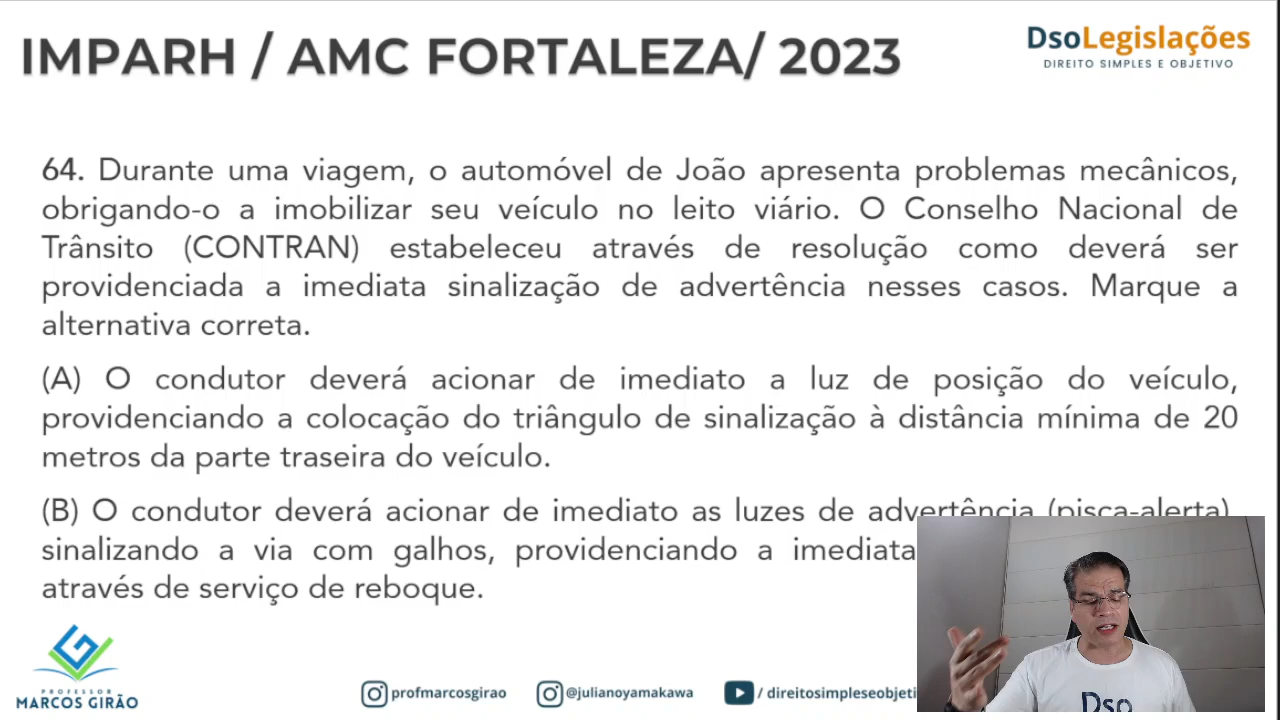 IMPARH / AMC FORTALEZA/ 2023
DsoLegislações
DIREITO SIMPLES E OBJETIVO
64. Durante uma viagem, o automóvel de João apresenta problemas mecânicos,
obrigando-o a imobilizar seu veículo no leito viário. O Conselho Nacional de
Trânsito (CONTRAN) estabeleceu através de resolução como deverá ser
providenciada a imediata sinalização de advertência nesses casos. Marque a
alternativa correta.
(A) O condutor deverá acionar de imediato a luz de posição do veículo,
providenciando a colocação do triângulo de sinalização à distância mínima de 20
metros da parte traseira do veículo.
(B) O condutor deverá acionar de imediato as luzes de advertência (pisca-alerta),
sinalizando a via com galhos, providenciando a imediata
através de serviço de reboque.
PROFESSOR
MARCOS GIRÃO
profmarcosgirao
@julianoyamakawa
/ direitosimpleseobjeti
Dso